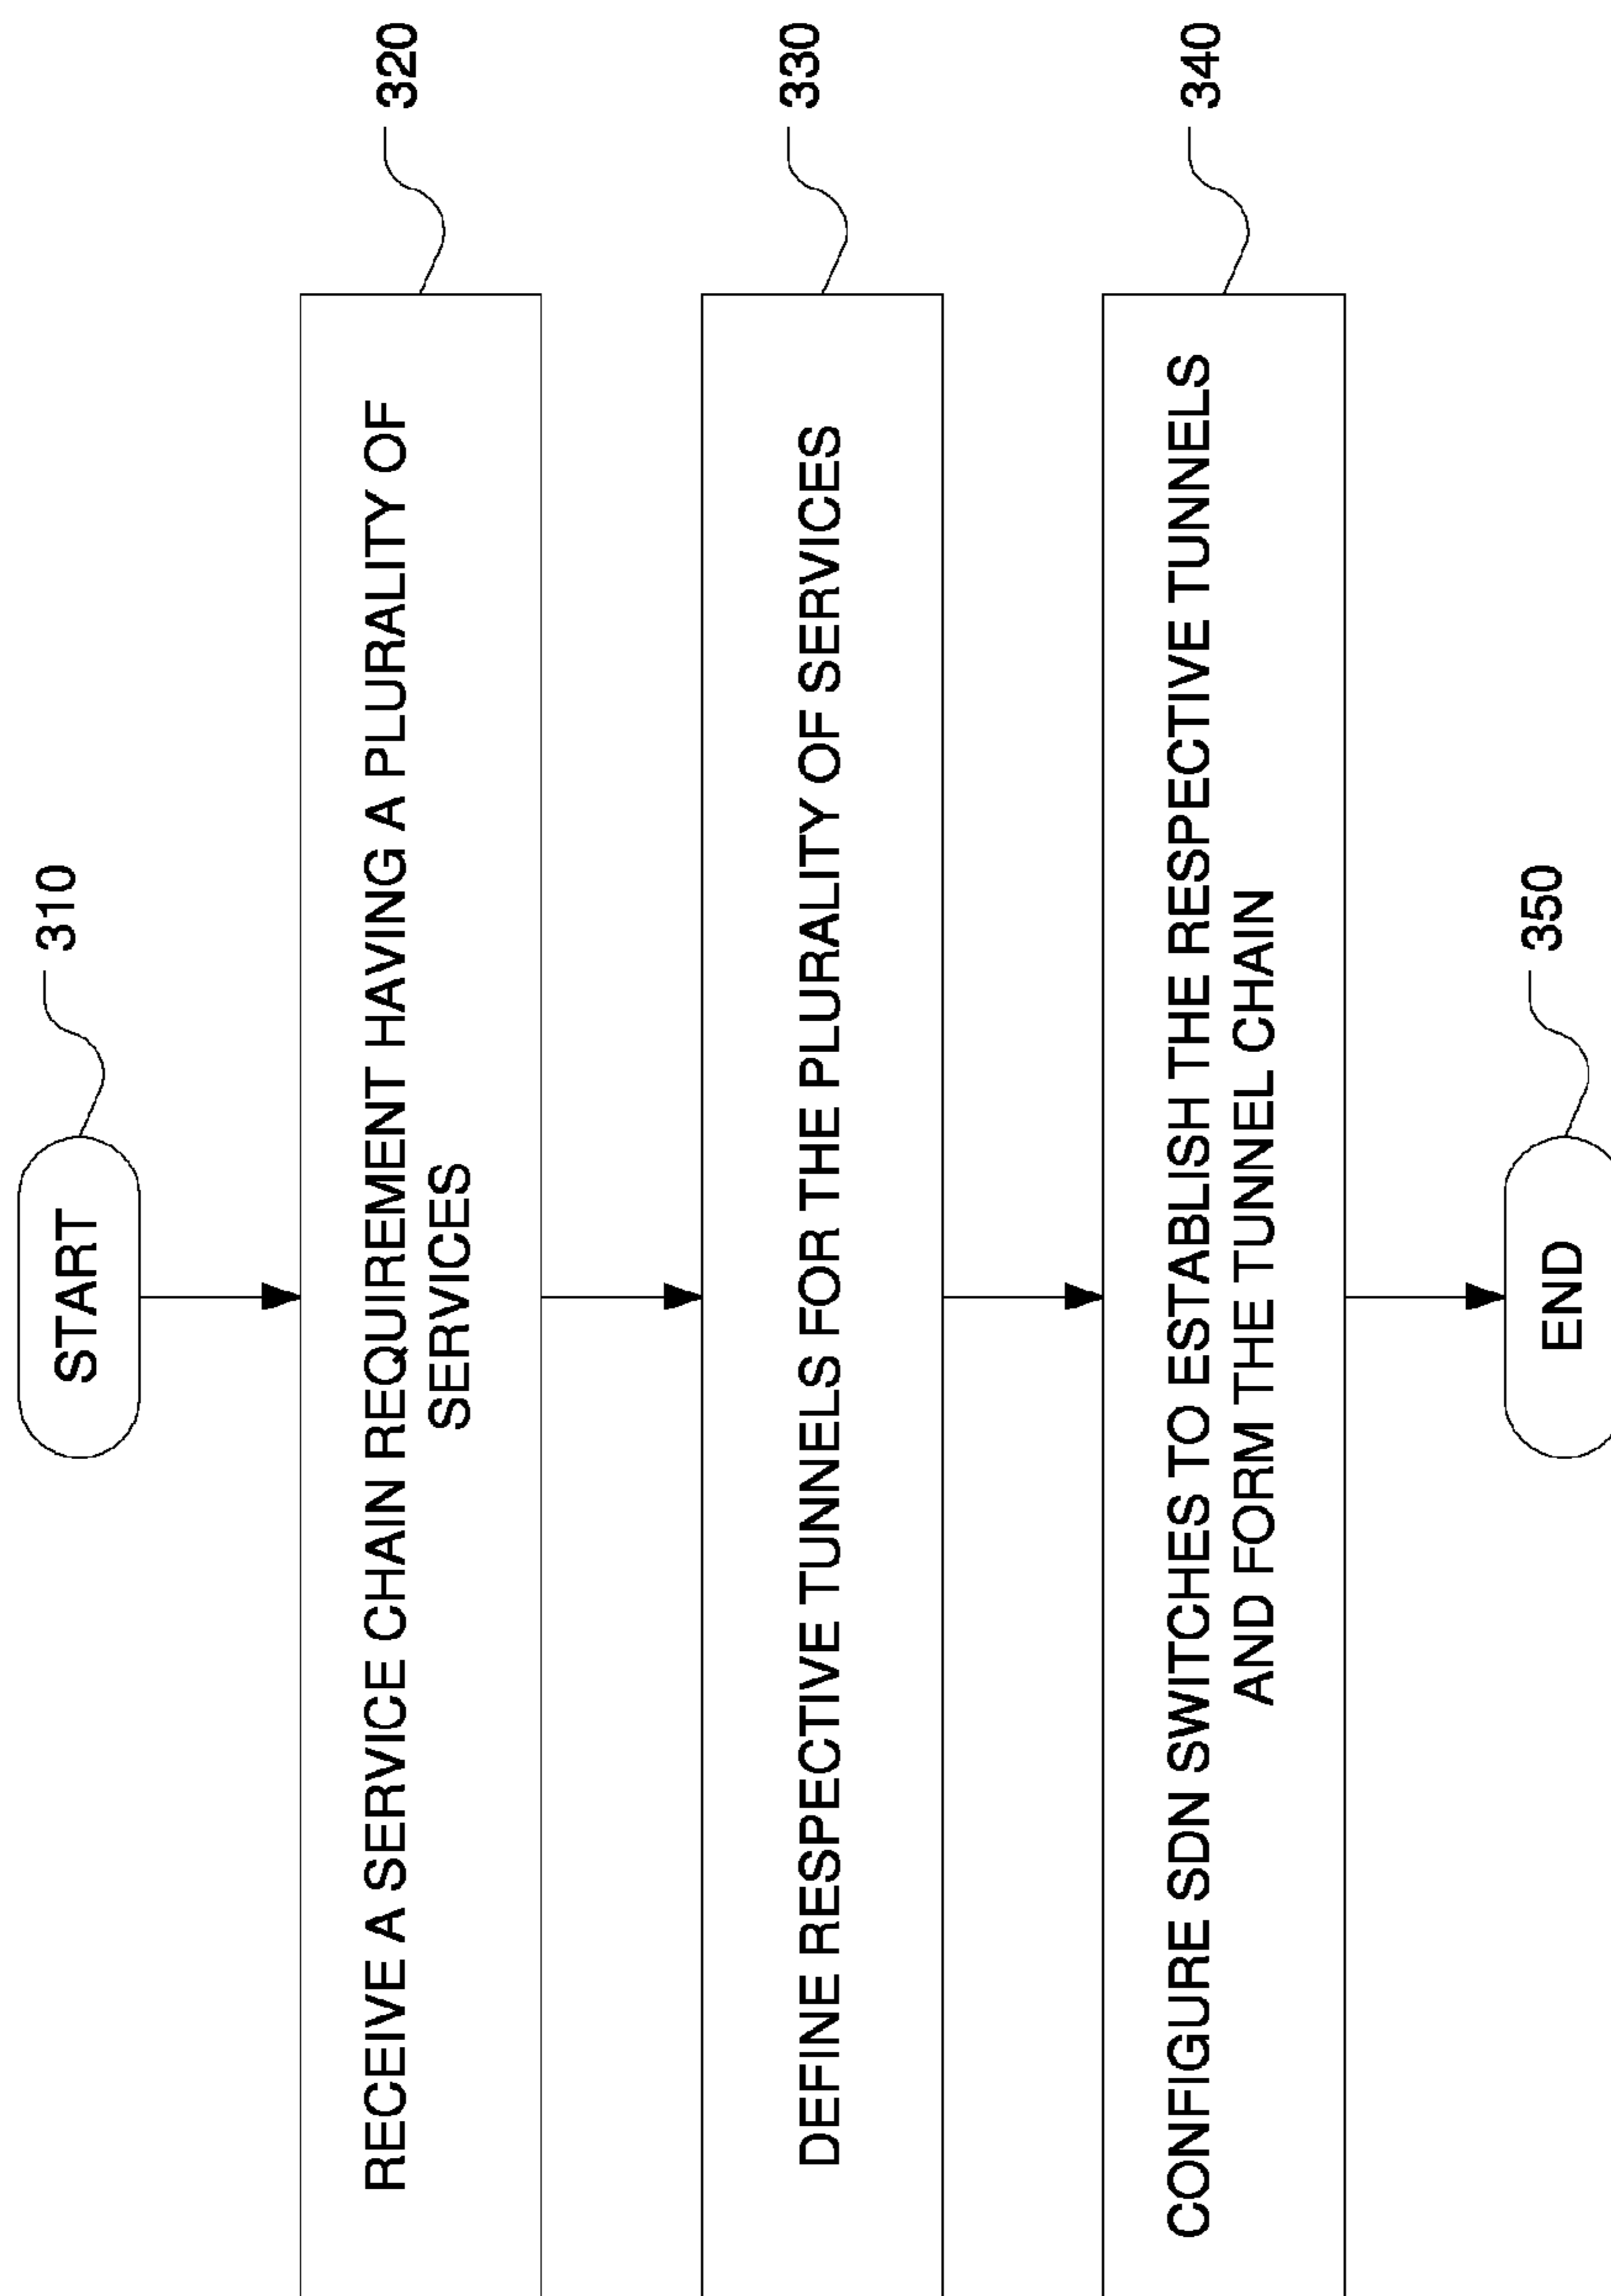 START
310
RECEIVE A SERVICE CHAIN REQUIREMENT HAVING A PLURALITY OF
SERVICES
320
DEFINE RESPECTIVE TUNNELS FOR THE PLURALITY OF SERVICES
330
CONFIGURE SDN SWITCHES TO ESTABLISH THE RESPECTIVE TUNNELS
AND FORM THE TUNNEL CHAIN
340
END
350